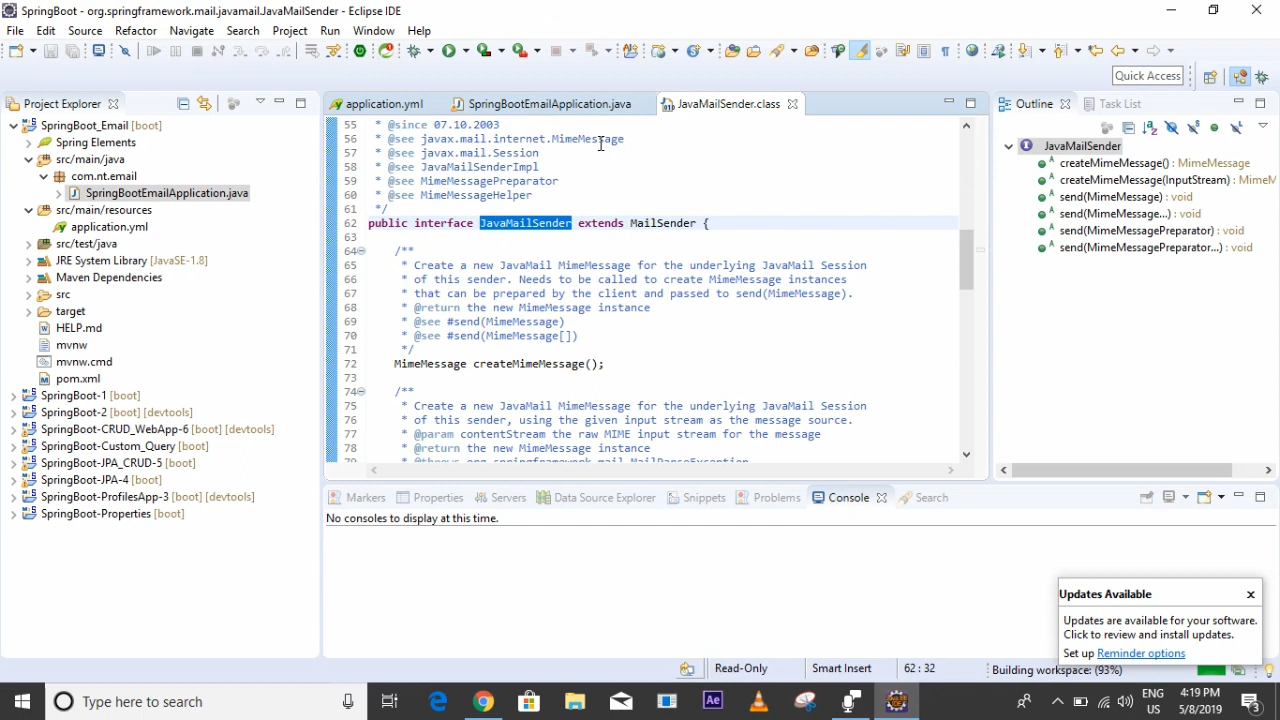 SpringBoot - org.springframework.mail.javamail.JavaMailSender - Eclipse IDE
File Edit Source Refactor Navigate Search Project Run Window Help
Quick Access
Project Explorer
SpringBoot_Email [boot]
Spring Elements
src/main/java
com.nt.email
SpringBootEmailApplication.java
src/main/resources
application.yml
src/test/java
JRE System Library [JavaSE-1.8]
Maven Dependencies
src
target
HELP.md
mvnw
mvnw.cmd
pom.xml
SpringBoot-1 [boot]
SpringBoot-2 [boot] [devtools]
SpringBoot-CRUD_WebApp-6 [boot] [devtools]
SpringBoot-Custom_Query [boot]
SpringBoot-JPA_CRUD-5 [boot]
SpringBoot-JPA-4 [boot]
SpringBoot-ProfilesApp-3 [boot] [devtools]
SpringBoot-Properties [boot]
application.yml SpringBootEmailApplication.java JavaMailSender.class
55 * @since 07.10.2003
56 * @see javax.mail.internet.MimeMessage
57 * @see javax.mail.Session
58 * @see JavaMailSenderImpl
59 * @see MimeMessagePreparator
60 * @see MimeMessageHelper
61 */
62 public interface JavaMailSender extends MailSender {
63
64 /**
65 * Create a new JavaMail MimeMessage for the underlying JavaMail Session
66 * of this sender. Needs to be called to create MimeMessage instances
67 * that can be prepared by the client and passed to send(MimeMessage).
68 * @return the new MimeMessage instance
69 * @see #send(MimeMessage)
70 * @see #send(MimeMessage[])
71 */
72 MimeMessage createMimeMessage();
73
74 /**
75 * Create a new JavaMail MimeMessage for the underlying JavaMail Session
76 * of this sender, using the given input stream as the message source.
77 * @param contentStream the raw MIME input stream for the message
78 * @return the new MimeMessage instance
79 * @throws org.springframework.mail.MailParseException
Outline Task List
JavaMailSender
createMimeMessage() : MimeMessage
createMimeMessage(InputStream) : MimeM
send(MimeMessage) : void
send(MimeMessage...) : void
send(MimeMessagePreparator) : void
send(MimeMessagePreparator...) : void
Markers Properties Servers Data Source Explorer Snippets Problems Console Search
No consoles to display at this time.
Updates Available
Updates are available for your software.
Click to review and install updates.
Set up Reminder options
Read-Only Smart Insert 62 : 32 Building workspace: (93%)
Type here to search
Ae
ENG
US
4:19 PM
5/8/2019
3